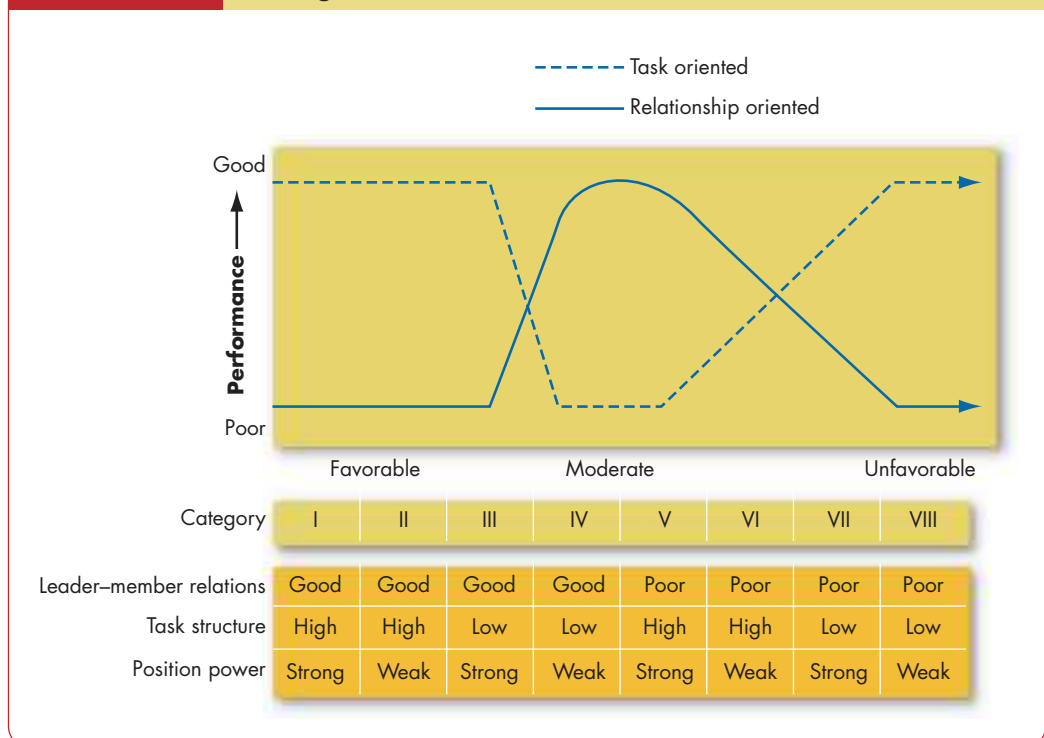 Task oriented
Relationship oriented
Good
Performance
Poor
Favorable Moderate Unfavorable
Category I II III IV V VI VII VIII
Leader–member relations Good Good Good Good Poor Poor Poor Poor
Task structure High High Low Low High High Low Low
Position power Strong Weak Strong Weak Strong Weak Strong Weak